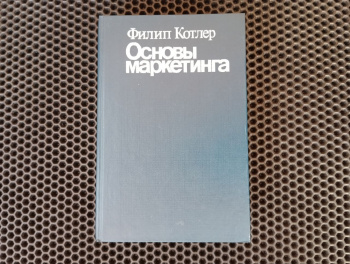 Филип Котлер
Основы
маркетинга